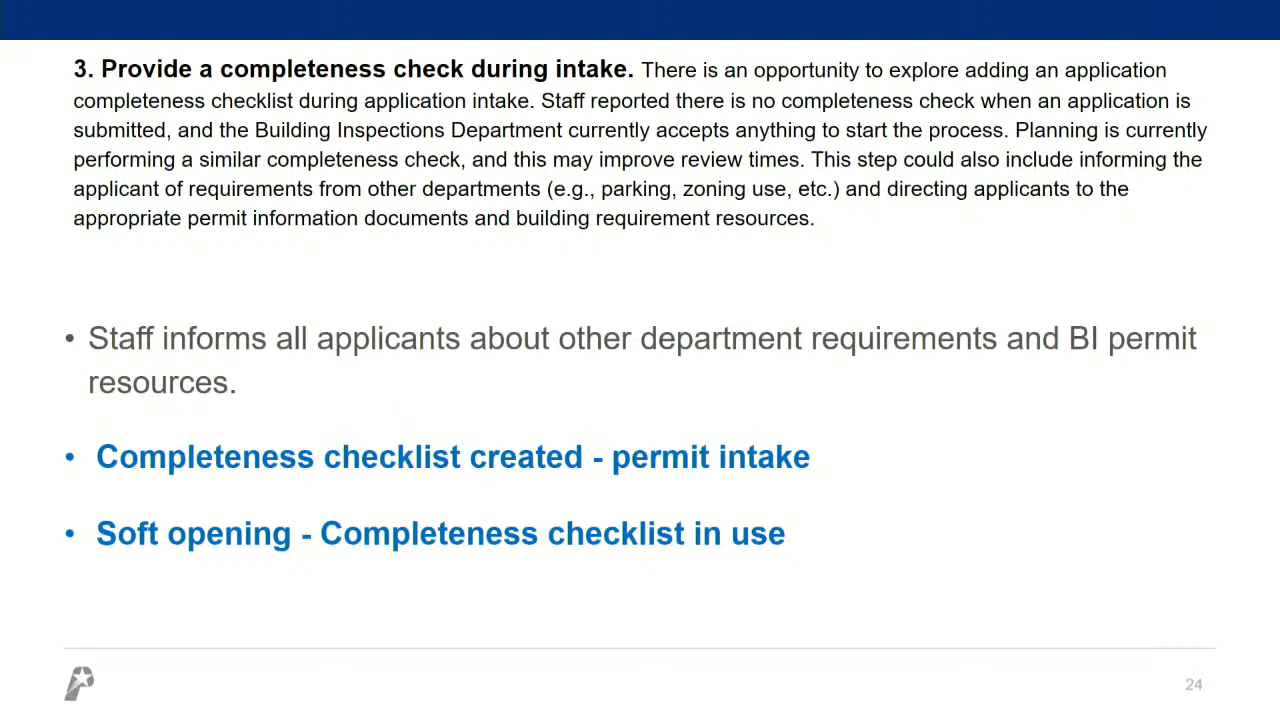 3. Provide a completeness check during intake. There is an opportunity to explore adding an application
completeness checklist during application intake. Staff reported there is no completeness check when an application is
submitted, and the Building Inspections Department currently accepts anything to start the process. Planning is currently
performing a similar completeness check, and this may improve review times. This step could also include informing the
applicant of requirements from other departments (e.g., parking, zoning use, etc.) and directing applicants to the
appropriate permit information documents and building requirement resources.
• Staff informs all applicants about other department requirements and BI permit
resources.
• Completeness checklist created - permit intake
• Soft opening - Completeness checklist in use
24